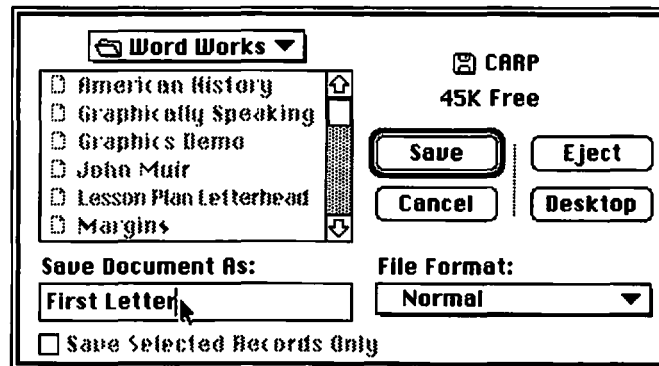 Word Works
American History
Graphically Speaking
Graphics Demo
John Muir
Lesson Plan Letterhead
Margins
CARP
45K Free
Save
Eject
Cancel
Desktop
Save Document As:
First Letter
File Format:
Normal
Save Selected Records Only